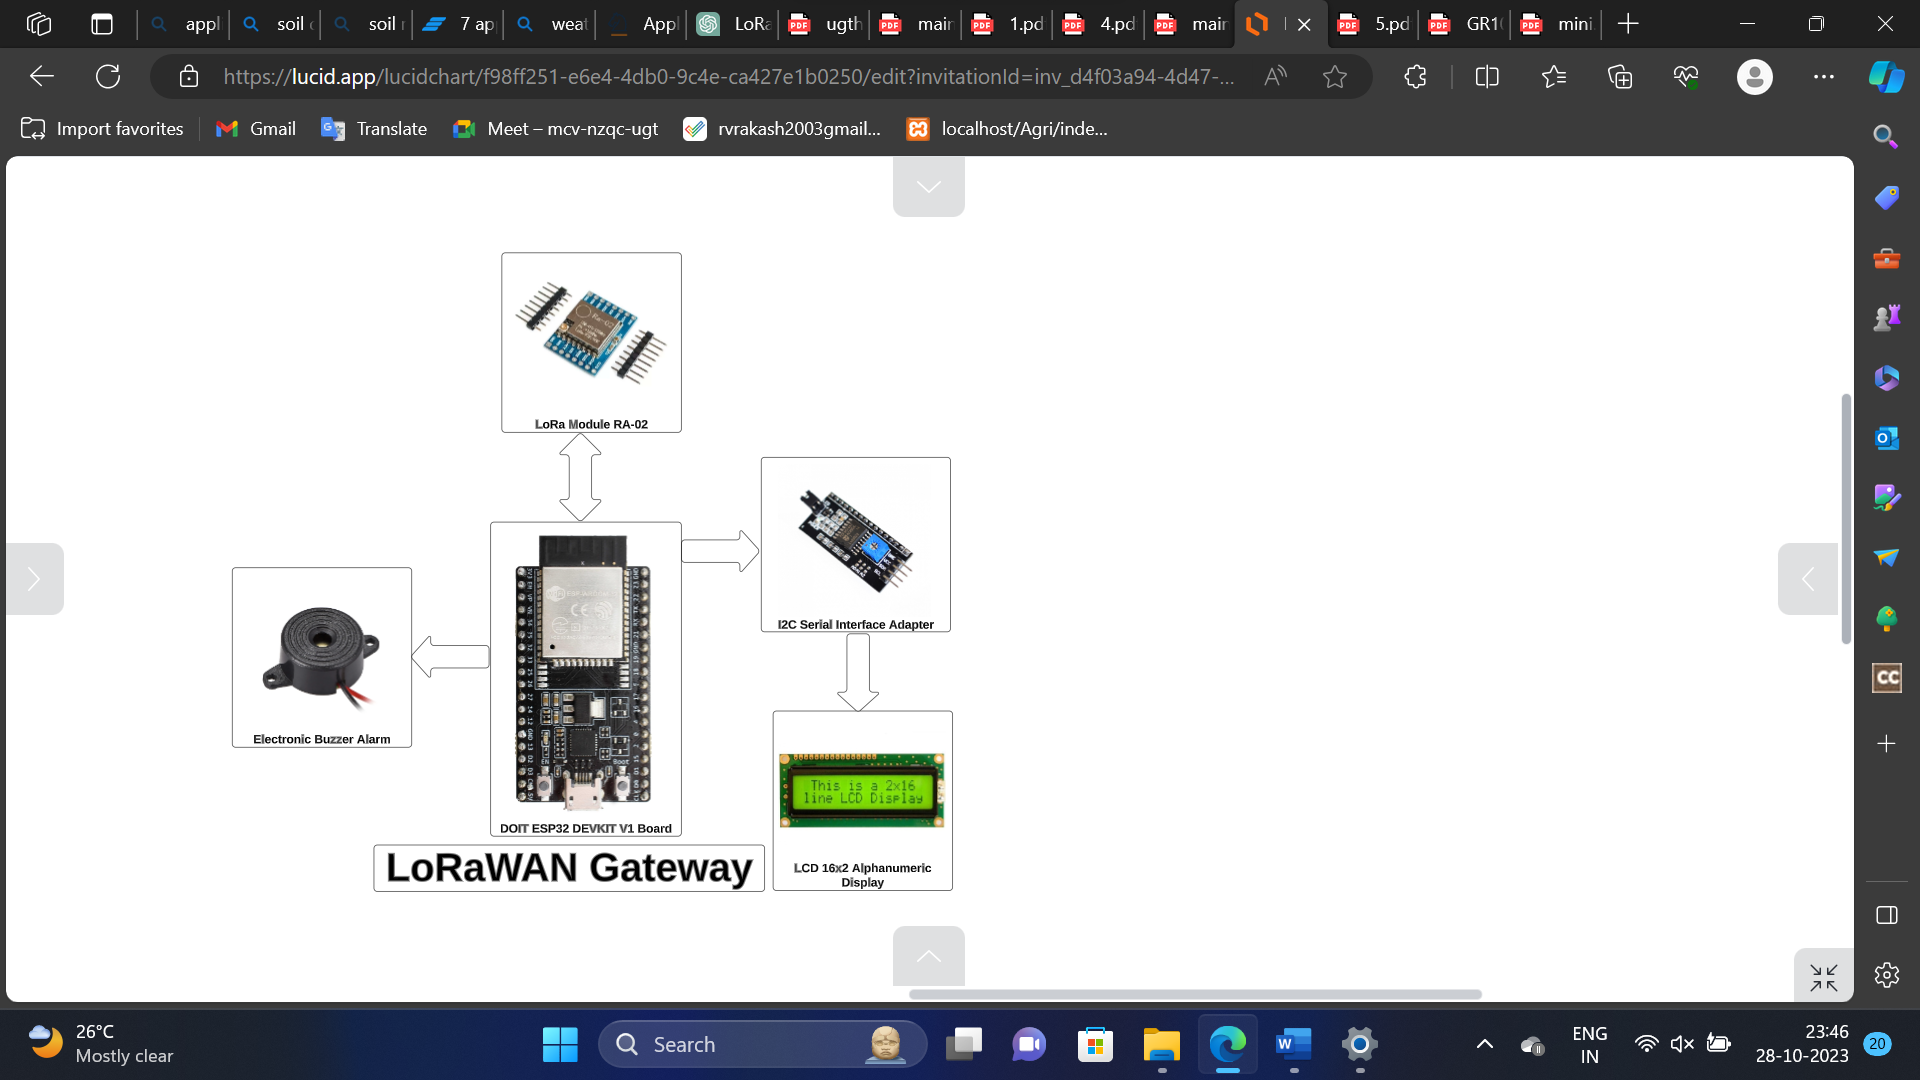 appl
soil c
soil r
7 ap
weat
Appl
LoRa
ugth
main
1.pd
4.pd
main
5.pd
GR1
mini.
https://lucid.app/lucidchart/f98ff251-e6e4-4db0-9c4e-ca427e1b0250/edit?invitationId=inv_d4f03a94-4d47-...
Import favorites
Gmail
Translate
Meet – mcv-nzqc-ugt
rvrakash2003gmail...
localhost/Agri/inde...
LoRa Module RA-02
I2C Serial Interface Adapter
Electronic Buzzer Alarm
This is a 2x16
line LCD Display
DOIT ESP32 DEVKIT V1 Board
LCD 16x2 Alphanumeric
Display
LoRaWAN Gateway
26°C
Mostly clear
Search
ENG
IN
23:46
28-10-2023
20